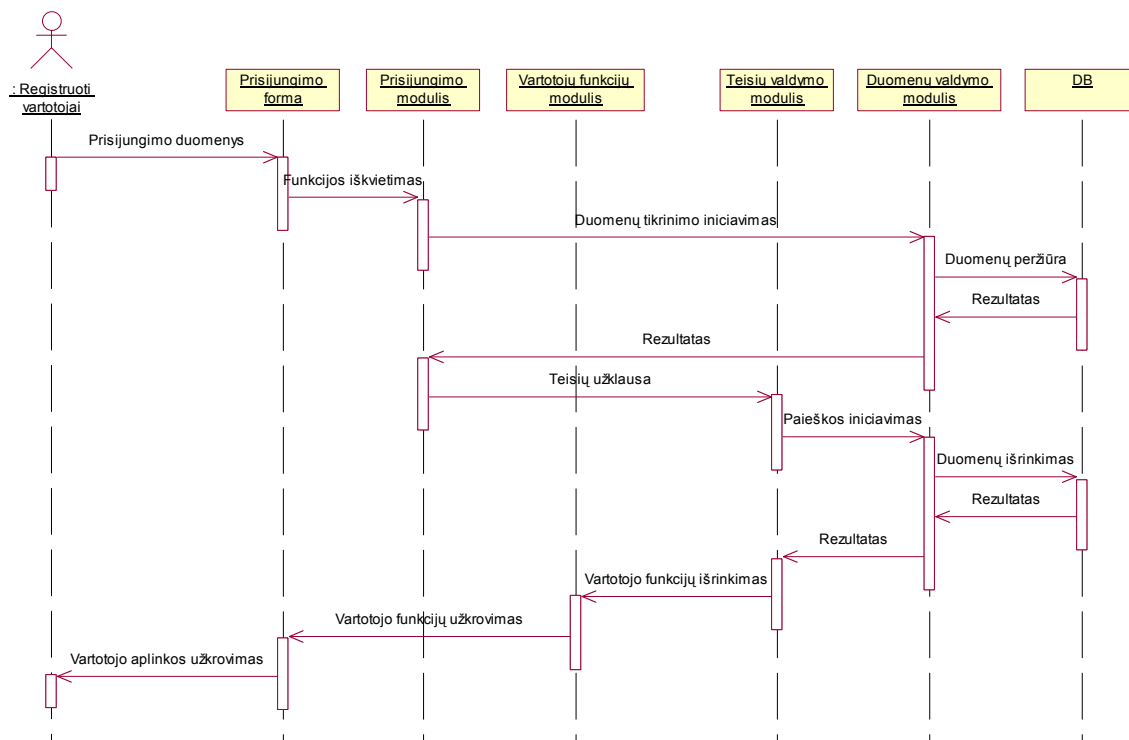 : Registruoti
vartotojai
Prisijungimo
forma
Prisijungimo
modulis
Vartotojų funkcijų
modulis
Teisių valdymo
modulis
Duomenų valdymo
modulis
DB
Prisijungimo duomenys
Funkcijos iškvietimas
Duomenų tikrinimo iniciavimas
Duomenų peržiūra
Rezultatas
Rezultatas
Teisių užklausa
Paieškos iniciavimas
Duomenų išrinkimas
Rezultatas
Rezultatas
Vartotojo funkcijų išrinkimas
Vartotojo funkcijų užkrovimas
Vartotojo aplinkos užkrovimas